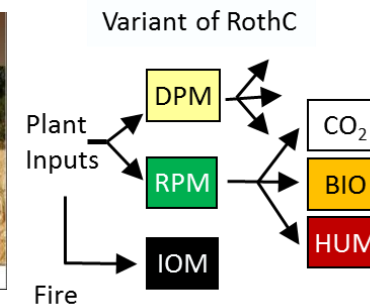 Variant of RothC
DPM
Plant
Inputs
CO₂
RPM
BIO
HUM
IOM
Fire